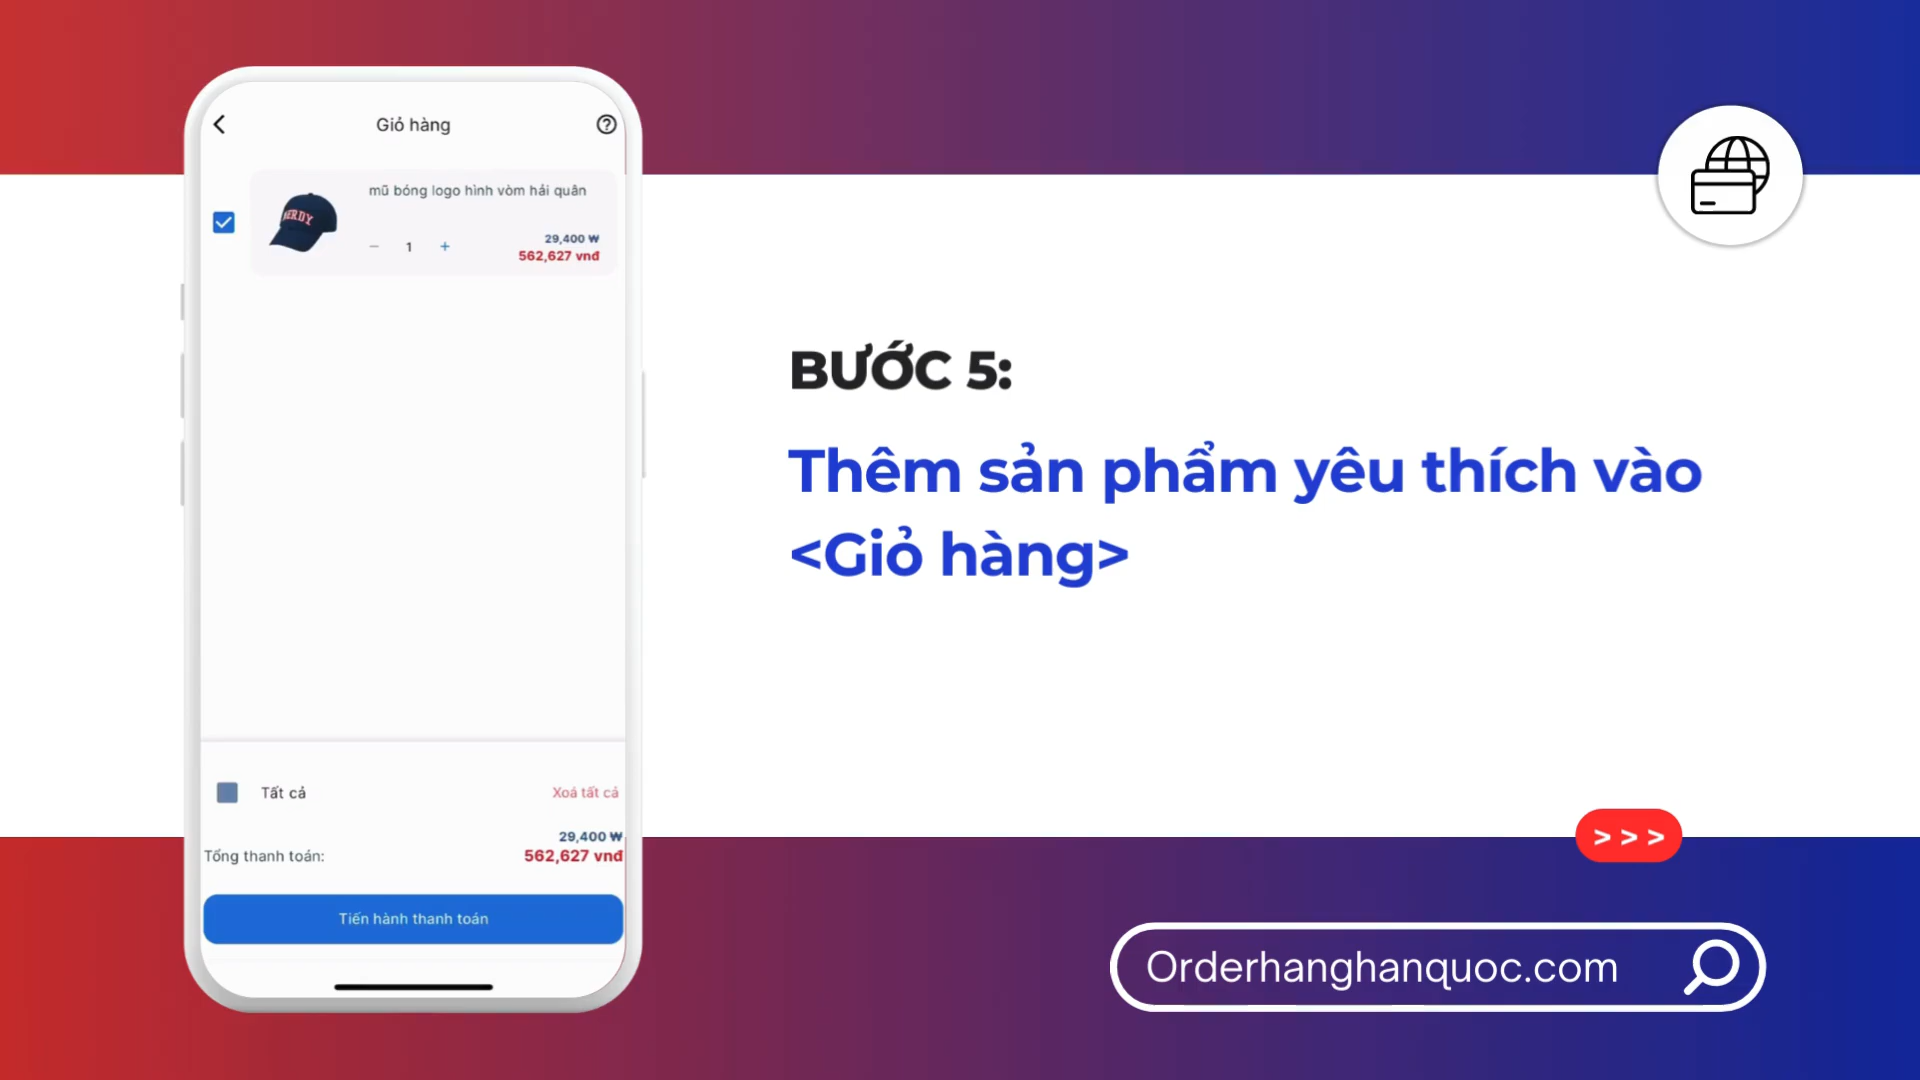 Giỏ hàng
mũ bóng logo hình vòm hải quân
− 1 +
29,400 ₩
562,627 vnđ
Tất cả
Xoá tất cả
29,400 ₩
Tổng thanh toán:
562,627 vnđ
Tiến hành thanh toán
BƯỚC 5:
Thêm sản phẩm yêu thích vào
<Giỏ hàng>
> > >
Orderhanghanquoc.com